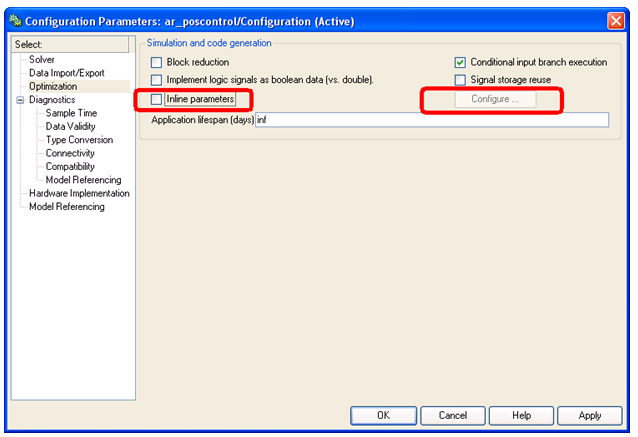 Configuration Parameters: ar_poscontrol/Configuration (Active)
Select:
Solver
Data Import/Export
Optimization
Diagnostics
Sample Time
Data Validity
Type Conversion
Connectivity
Compatibility
Model Referencing
Hardware Implementation
Model Referencing
Simulation and code generation
Block reduction
Conditional input branch execution
Implement logic signals as boolean data (vs. double).
Signal storage reuse
Inline parameters
Configure ...
Application lifespan (days) inf
OK
Cancel
Help
Apply